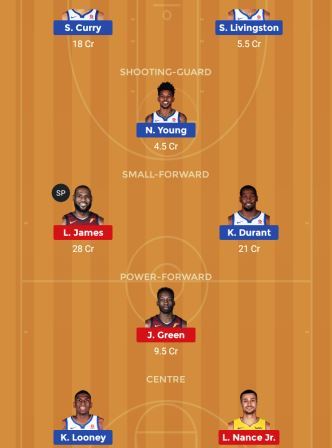 S. Curry
S. Livingston
18 Cr
5.5 Cr
SHOOTING-GUARD
N. Young
4.5 Cr
SMALL-FORWARD
SP
L. James
K. Durant
28 Cr
21 Cr
POWER-FORWARD
J. Green
9.5 Cr
CENTRE
K. Looney
L. Nance Jr.